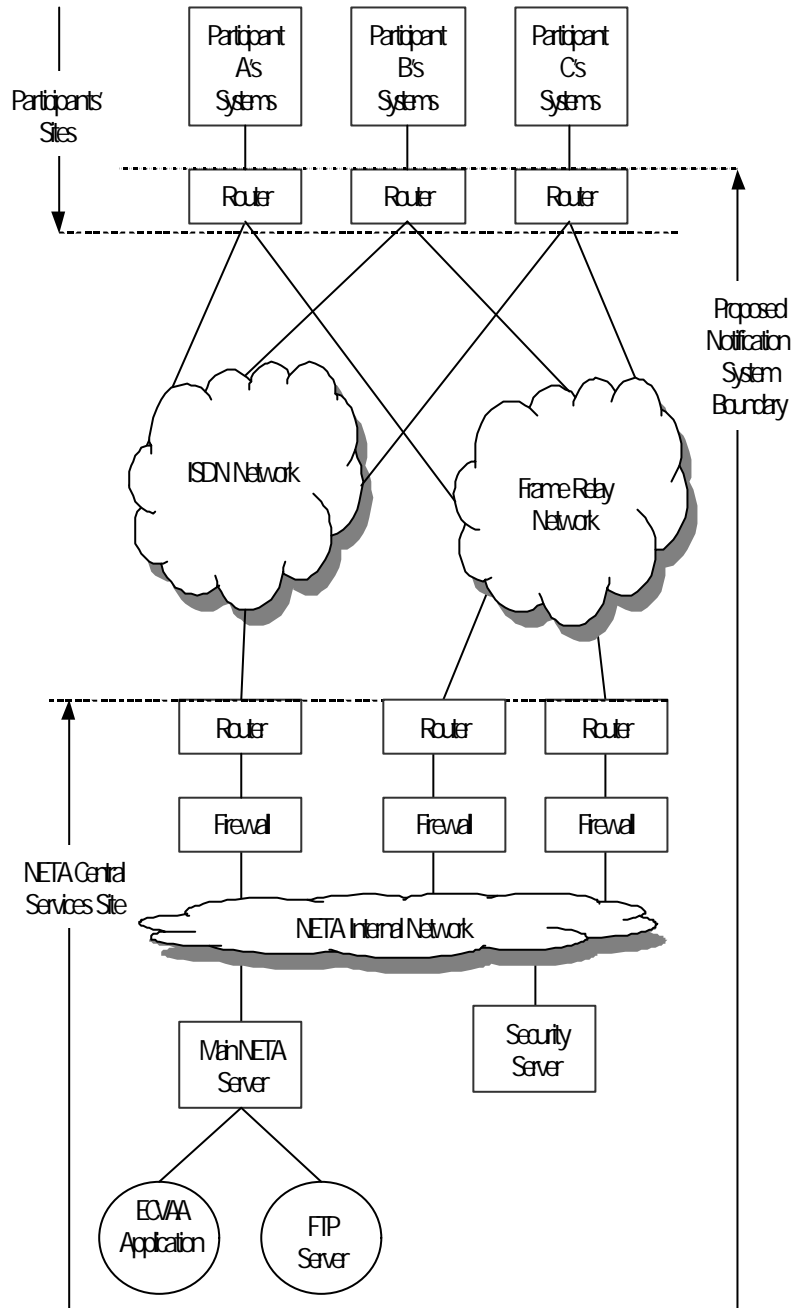 Participant
A's
Systems
Participant
B's
Systems
Participant
C's
Systems
Participants'
Sites
Router
Router
Router
Proposed
Notification
System
Boundary
ISDN Network
Frame Relay
Network
Router
Router
Router
Firewall
Firewall
Firewall
NETA Central
Services Site
NETA Internal Network
Main NETA
Server
Security
Server
ECVAA
Application
FTP
Server